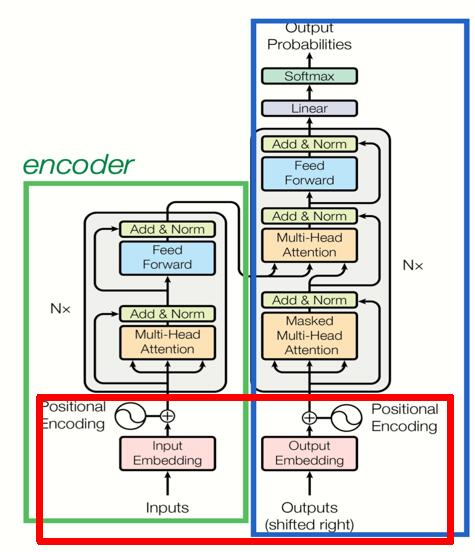 Output
Probabilities
Softmax
Linear
Add & Norm
Feed
Forward
Add & Norm
Multi-Head
Attention
Nx
Add & Norm
Masked
Multi-Head
Attention
encoder
Add & Norm
Feed
Forward
Nx
Add & Norm
Multi-Head
Attention
Positional
Encoding
Input
Embedding
Inputs
Positional
Encoding
Output
Embedding
Outputs
(shifted right)